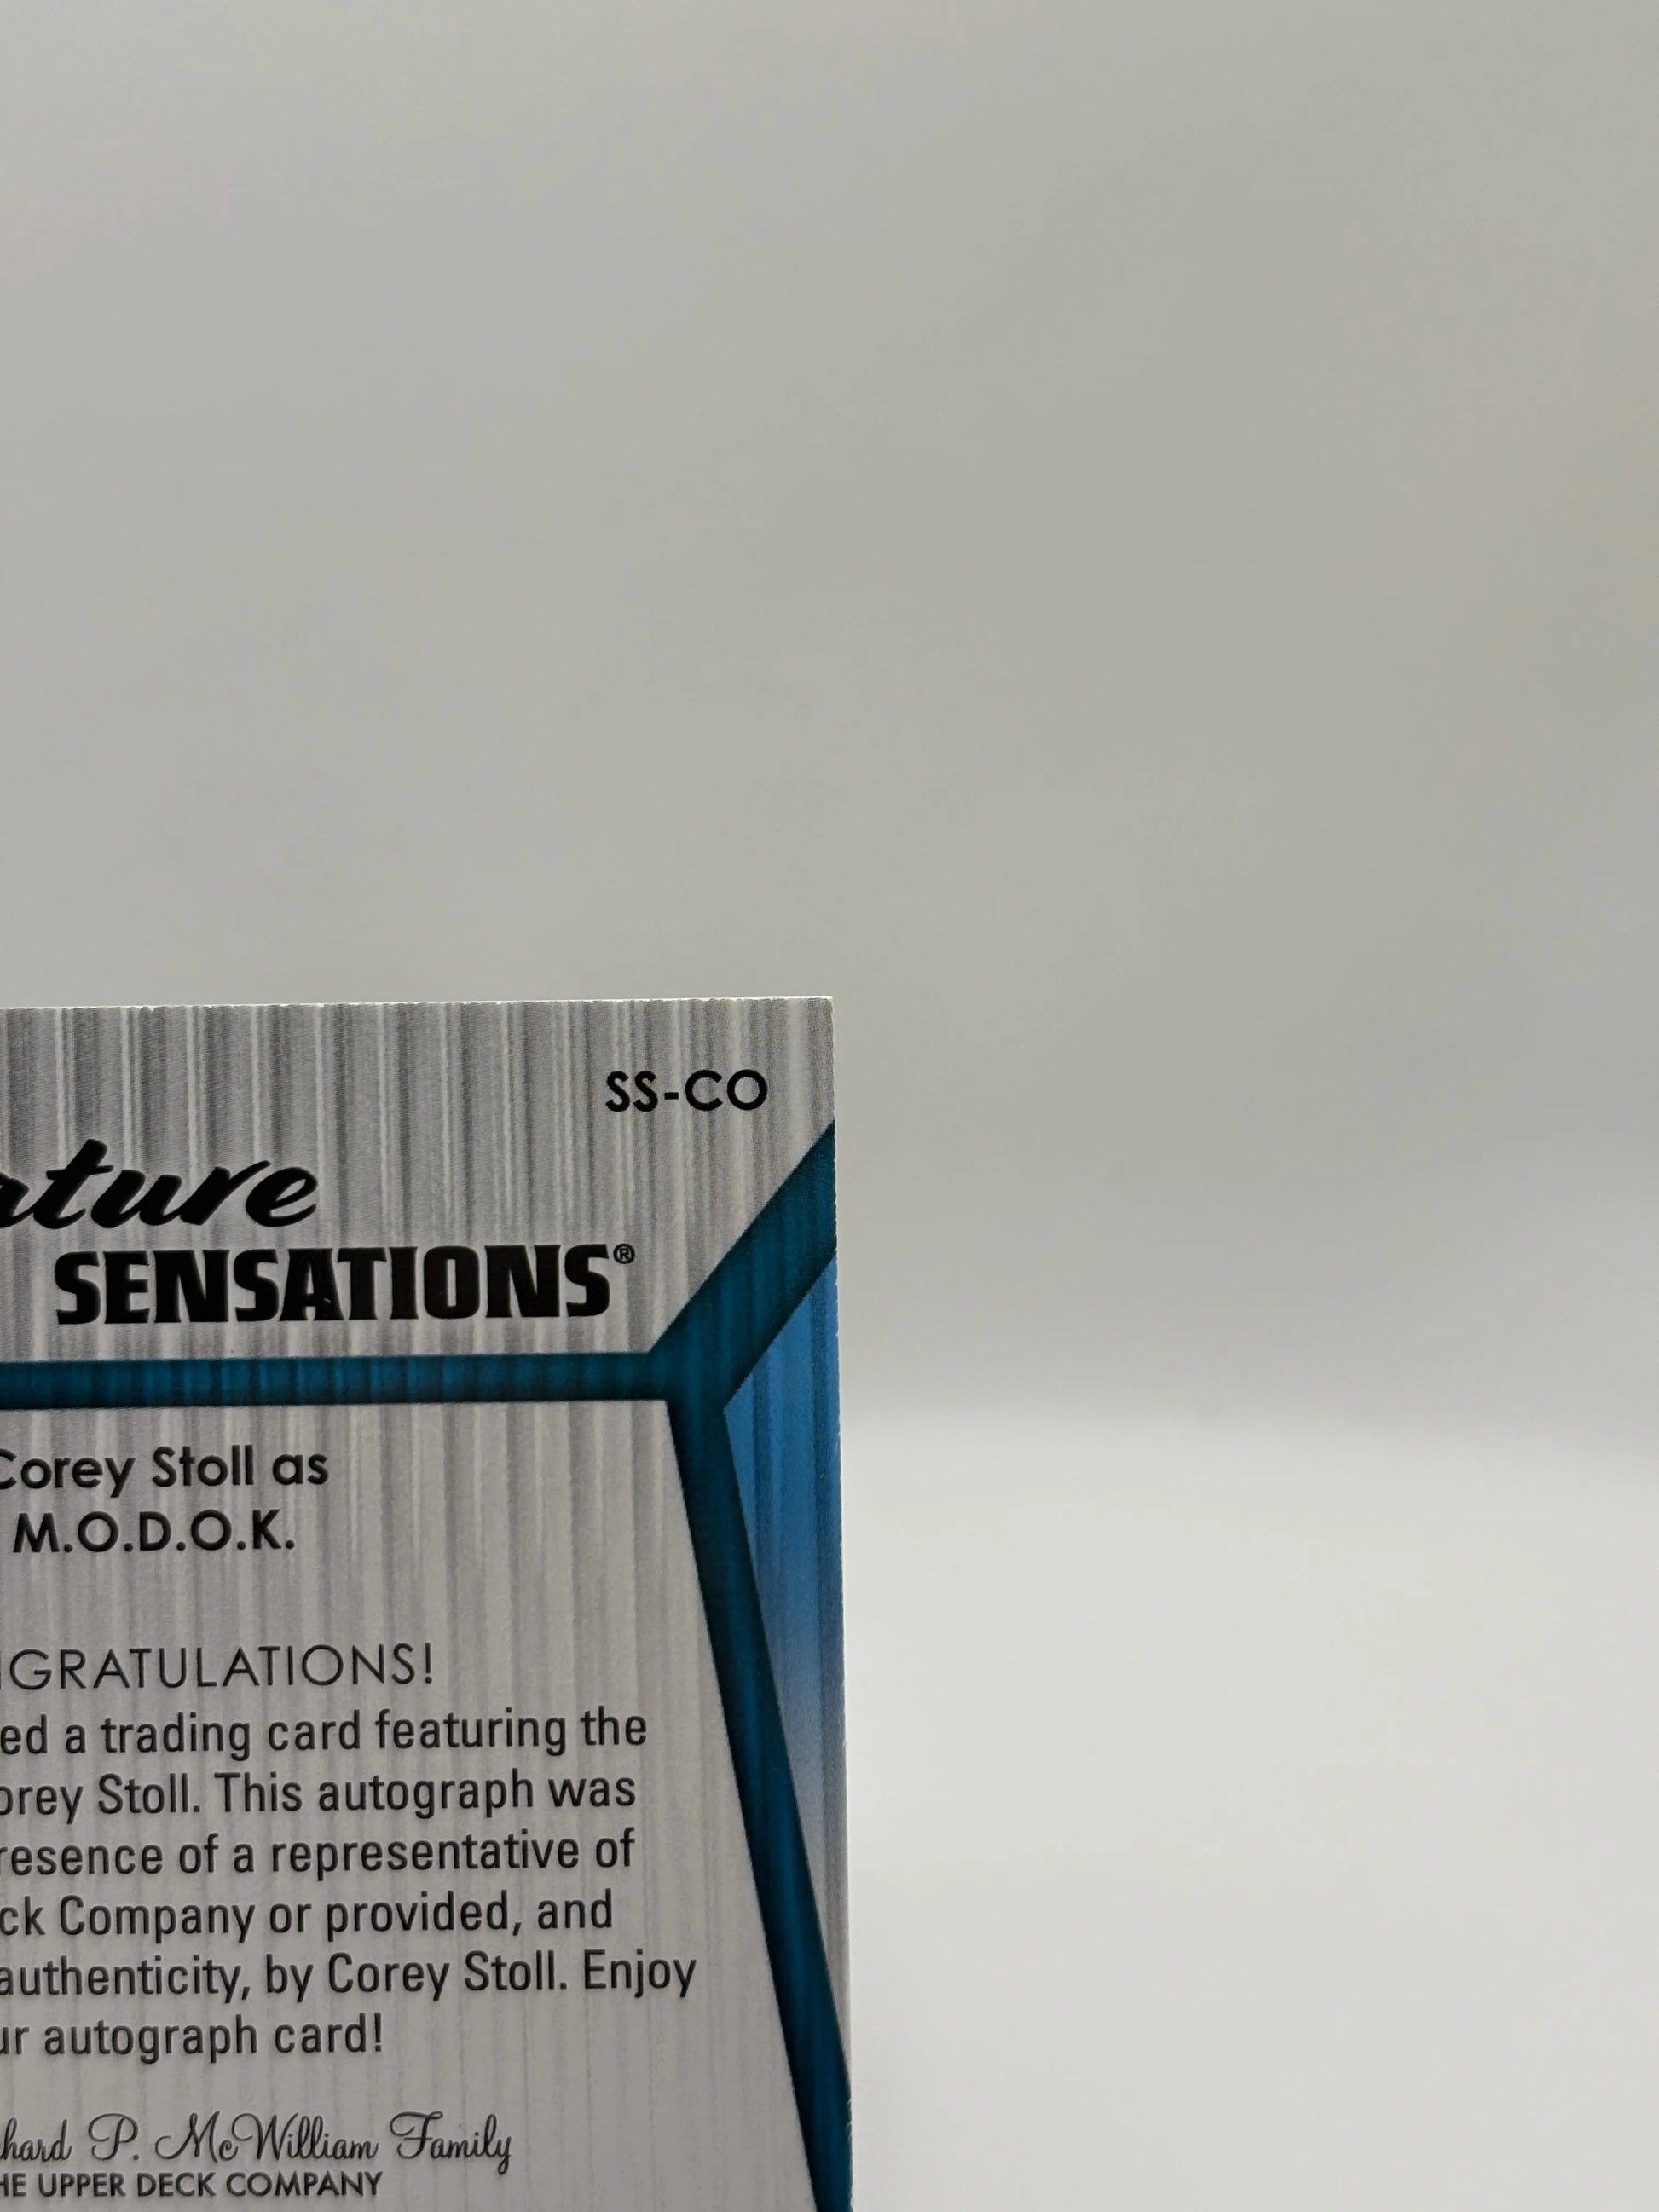 SS-CO
ature
SENSATIONS®
Corey Stoll as
M.O.D.O.K.
NGRATULATIONS!
ed a trading card featuring the
orey Stoll. This autograph was
resence of a representative of
ck Company or provided, and
authenticity, by Corey Stoll. Enjoy
ur autograph card!
hard P. McWilliam Family
HE UPPER DECK COMPANY